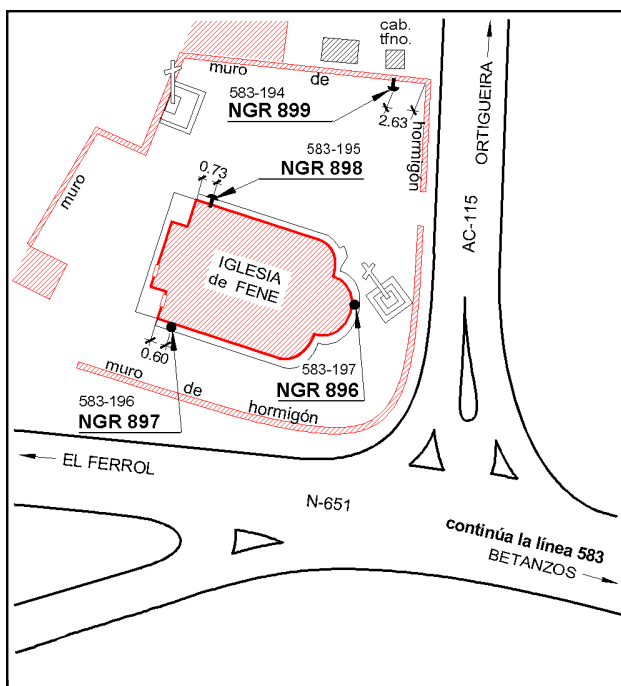 cab.
tfno.
muro de
583-194
NGR 899
2.63
hormigón
ORTIGUEIRA
AC-115
583-195
NGR 898
0.73
muro
IGLESIA
de FENE
583-197
NGR 896
0.60
muro de hormigón
583-196
NGR 897
EL FERROL
N-651
continúa la línea 583
BETANZOS